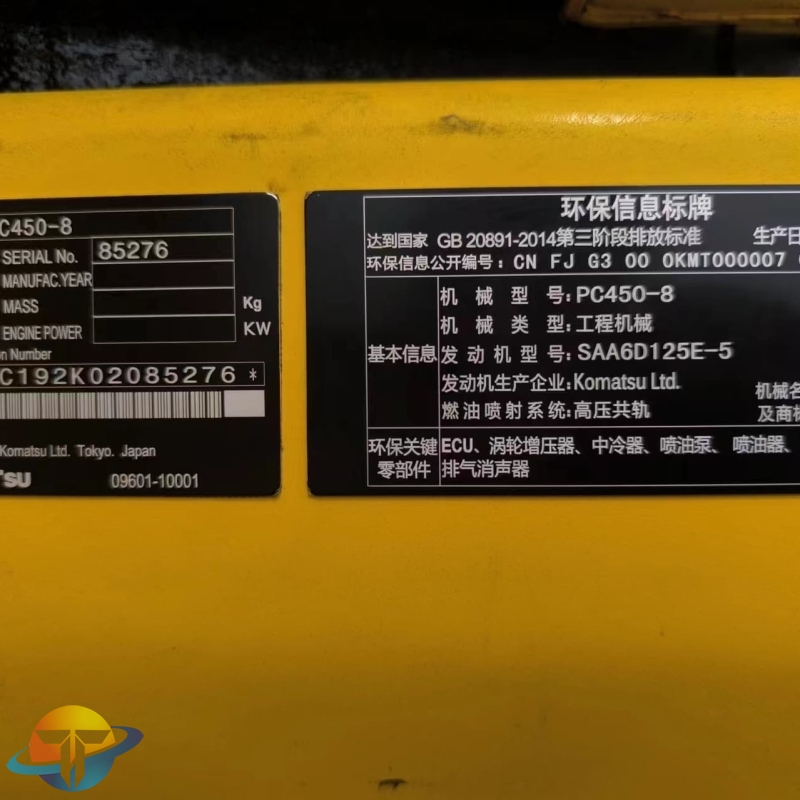 C450-8
SERIAL No. 85276
MANUFAC.YEAR
MASS Kg
ENGINE POWER KW
on Number
C192K02085276*
Komatsu Ltd. Tokyo. Japan
TSU 09601-10001
环保信息标牌
达到国家 GB 20891-2014第三阶段排放标准 生产日
环保信息公开编号：CN FJ G3 00 0KMT000007
基本信息
机械型号：PC450-8
机械类型：工程机械
发动机型号：SAA6D125E-5
发动机生产企业：Komatsu Ltd.
燃油喷射系统：高压共轨
机械名
及商标
环保关键零部件
ECU、涡轮增压器、中冷器、喷油泵、喷油器、
排气消声器